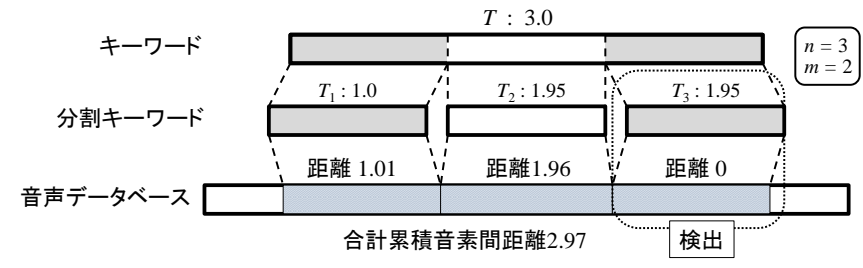 T : 3.0
キーワード
n = 3
m = 2
T1 : 1.0
T2 : 1.95
T3 : 1.95
分割キーワード
距離 1.01
距離1.96
距離 0
音声データベース
合計累積音素間距離2.97
検出